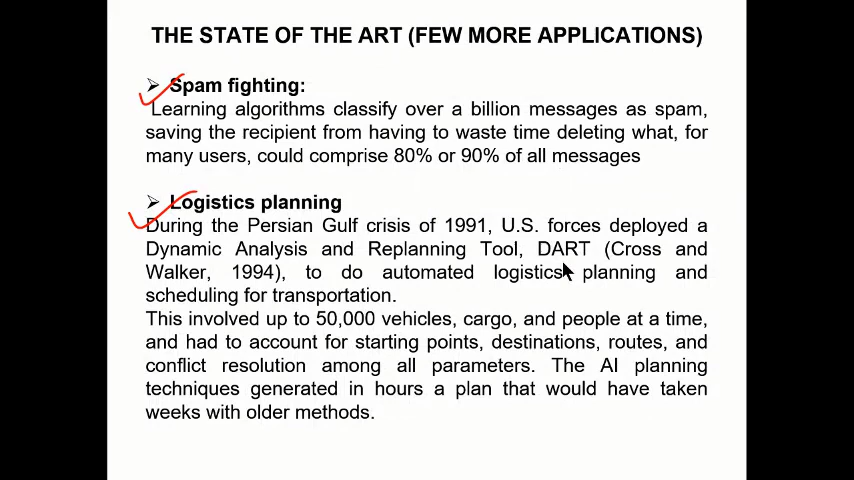 THE STATE OF THE ART (FEW MORE APPLICATIONS)
Spam fighting:
Learning algorithms classify over a billion messages as spam,
saving the recipient from having to waste time deleting what, for
many users, could comprise 80% or 90% of all messages
Logistics planning
During the Persian Gulf crisis of 1991, U.S. forces deployed a
Dynamic Analysis and Replanning Tool, DART (Cross and
Walker, 1994), to do automated logistics planning and
scheduling for transportation.
This involved up to 50,000 vehicles, cargo, and people at a time,
and had to account for starting points, destinations, routes, and
conflict resolution among all parameters. The AI planning
techniques generated in hours a plan that would have taken
weeks with older methods.